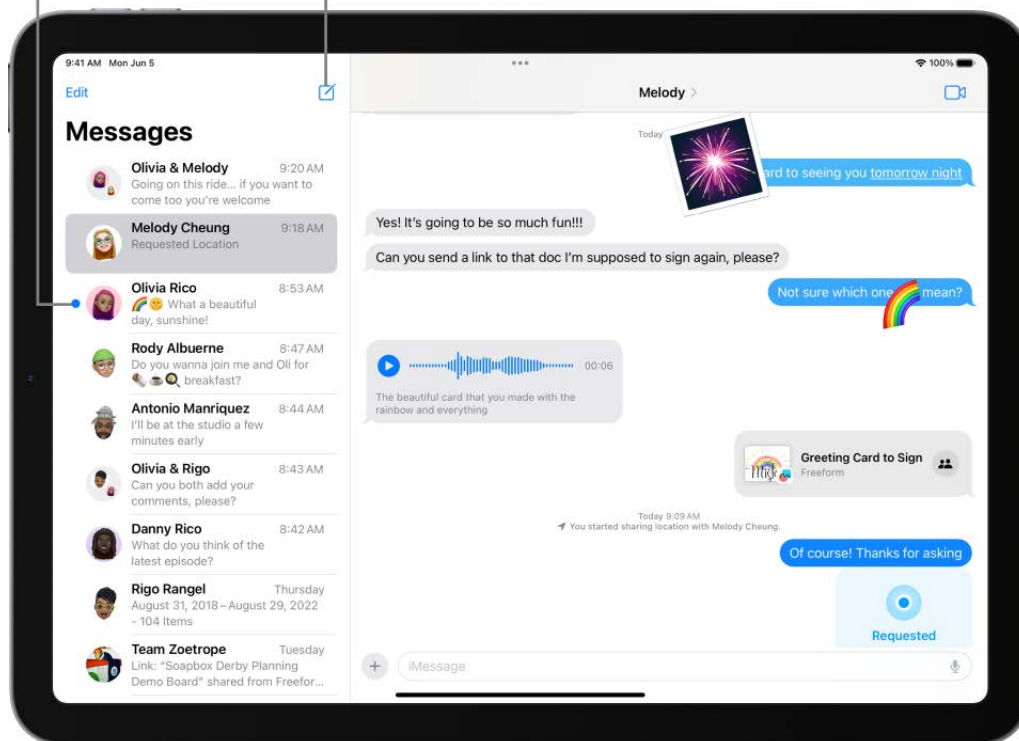 9:41 AM Mon Jun 5
100%
Edit
Messages
Olivia & Melody 9:20 AM
Going on this ride... if you want to
come too you're welcome
Melody Cheung 9:18 AM
Requested Location
Olivia Rico 8:53 AM
🌈🌞 What a beautiful
day, sunshine!
Rody Albuerne 8:47 AM
Do you wanna join me and Oli for
🗞️☕🍳 breakfast?
Antonio Manriquez 8:44 AM
I'll be at the studio a few
minutes early
Olivia & Rigo 8:43 AM
Can you both add your
comments, please?
Danny Rico 8:42 AM
What do you think of the
latest episode?
Rigo Rangel Thursday
August 31, 2018 – August 29, 2022
- 104 Items
Team Zoetrope Tuesday
Link: "Soapbox Derby Planning
Demo Board" shared from Freefor...
Melody >
Today
to seeing you tomorrow night
Yes! It's going to be so much fun!!!
Can you send a link to that doc I'm supposed to sign again, please?
Not sure which one mean?
00:06
The beautiful card that you made with the
rainbow and everything
Greeting Card to Sign
Freeform
Today 9:09 AM
You started sharing location with Melody Cheung.
Of course! Thanks for asking
Requested
iMessage